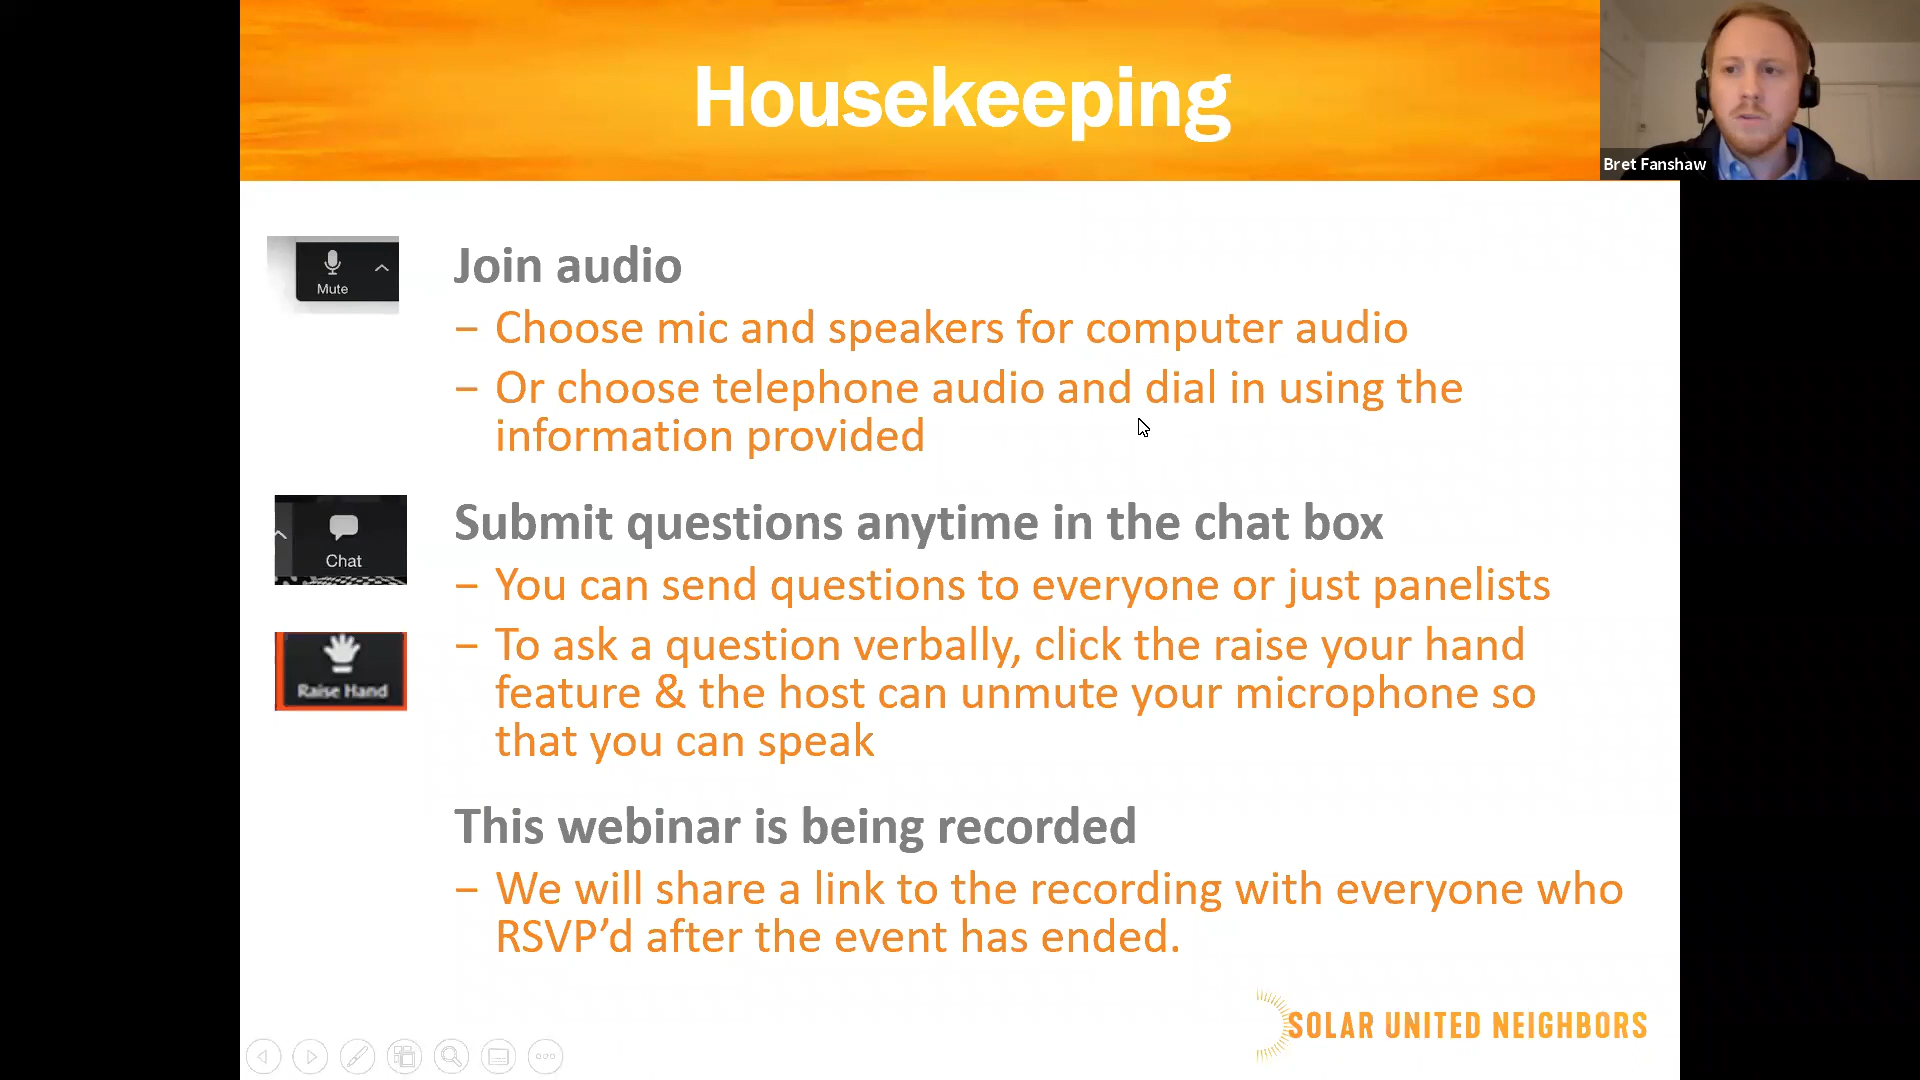 Housekeeping
Bret Fanshaw
Mute
Join audio
– Choose mic and speakers for computer audio
– Or choose telephone audio and dial in using the
information provided
Chat
Submit questions anytime in the chat box
– You can send questions to everyone or just panelists
Raise Hand
– To ask a question verbally, click the raise your hand
feature & the host can unmute your microphone so
that you can speak
This webinar is being recorded
– We will share a link to the recording with everyone who
RSVP’d after the event has ended.
SOLAR UNITED NEIGHBORS